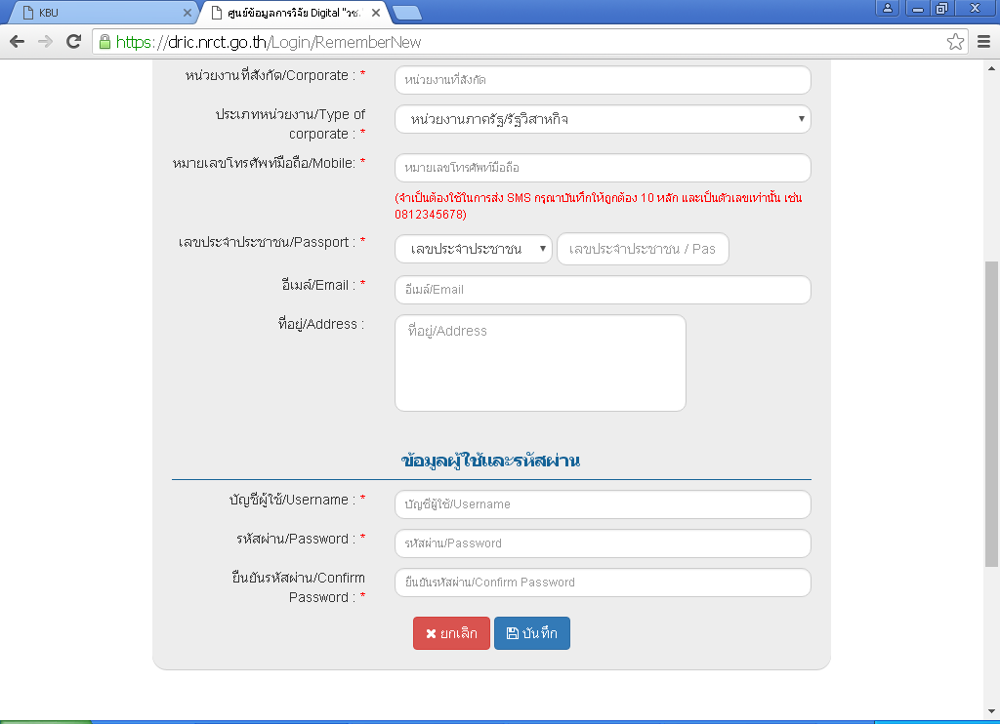 KBU
ศูนย์ข้อมูลการวิจัย Digital "วช.
https://dric.nrct.go.th/Login/RememberNew
หน่วยงานที่สังกัด/Corporate : *
หน่วยงานที่สังกัด
ประเภทหน่วยงาน/Type of
corporate : *
หน่วยงานภาครัฐ/รัฐวิสาหกิจ
หมายเลขโทรศัพท์มือถือ/Mobile: *
หมายเลขโทรศัพท์มือถือ
(จำเป็นต้องใช้ในการส่ง SMS กรุณาบันทึกให้ถูกต้อง 10 หลัก และเป็นตัวเลขเท่านั้น เช่น
0812345678)
เลขประจำประชาชน/Passport : *
เลขประจำประชาชน
เลขประจำประชาชน / Pas
อีเมล์/Email : *
อีเมล์/Email
ที่อยู่/Address :
ที่อยู่/Address
ข้อมูลผู้ใช้และรหัสผ่าน
บัญชีผู้ใช้/Username : *
บัญชีผู้ใช้/Username
รหัสผ่าน/Password : *
รหัสผ่าน/Password
ยืนยันรหัสผ่าน/Confirm
Password : *
ยืนยันรหัสผ่าน/Confirm Password
ยกเลิก
บันทึก